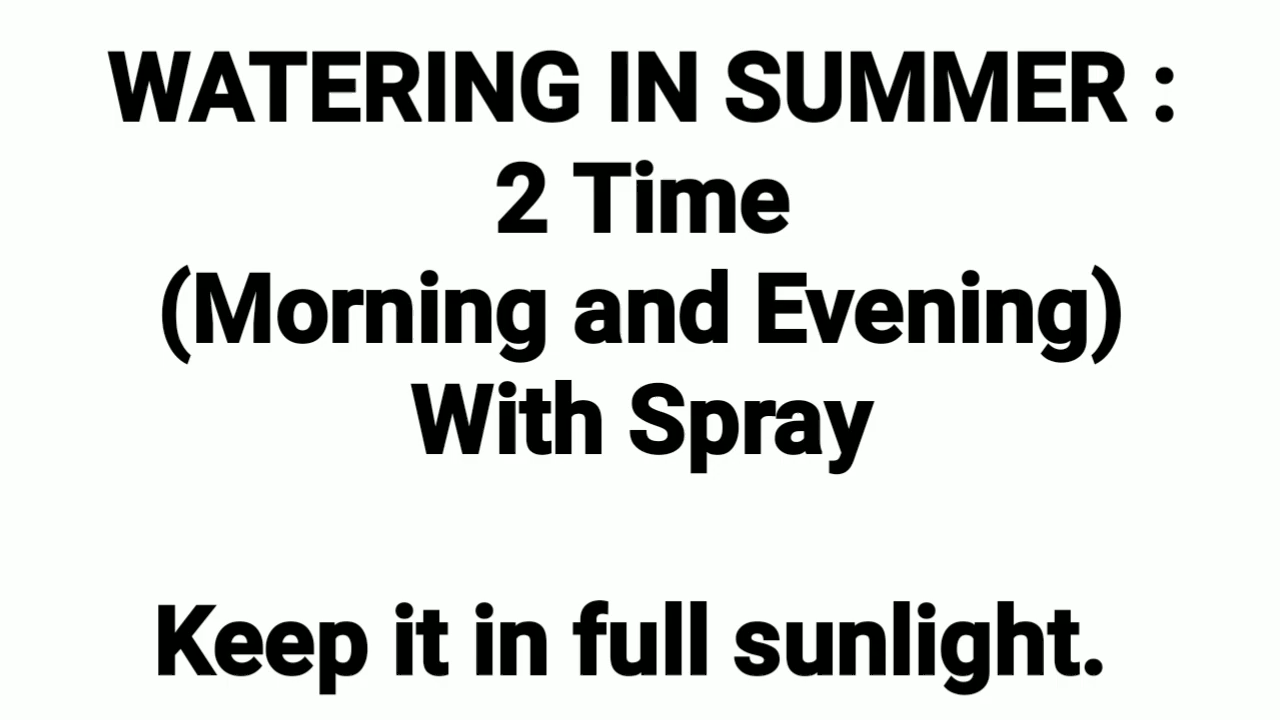 WATERING IN SUMMER :
2 Time
(Morning and Evening)
With Spray
Keep it in full sunlight.